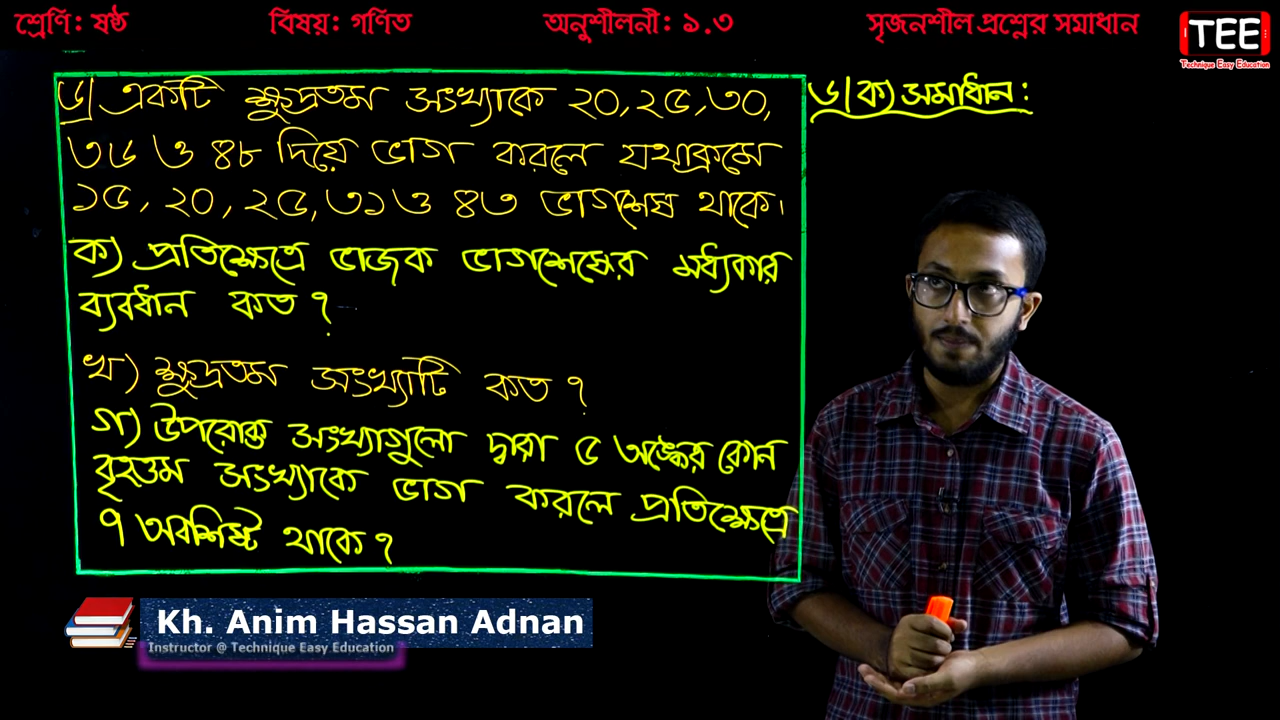 শ্রেণি: ষষ্ঠ
বিষয়: গণিত
অনুশীলনী: ১.৩
সৃজনশীল প্রশ্নের সমাধান
TEE
Technique Easy Education
৬| একটি ক্ষুদ্রতম সংখ্যাকে ২০, ২৫, ৩০,
৩৬ ও ৪৮ দিয়ে ভাগ করলে যথাক্রমে
১৫, ২০, ২৫, ৩১ ও ৪৩ ভাগশেষ থাকে।
ক) প্রতিক্ষেত্রে ভাজক ভাগশেষের মধ্যকার
ব্যবধান কত ?
খ) ক্ষুদ্রতম সংখ্যাটি কত ?
গ) উপরোক্ত সংখ্যাগুলো দ্বারা ৫ অঙ্কের কোন
বৃহত্তম সংখ্যাকে ভাগ করলে প্রতিক্ষেত্রে
৭ অবশিষ্ট থাকে ?
৬| ক) সমাধান :
Kh. Anim Hassan Adnan
Instructor @ Technique Easy Education